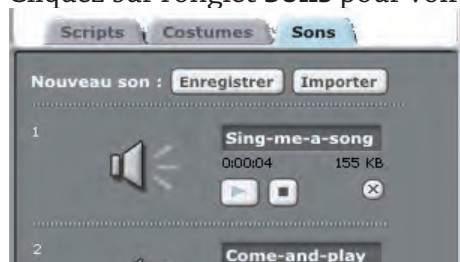 Cliquez sur l'onglet Sons pour voir
Scripts Costumes Sons
Nouveau son : Enregistrer Importer
1
Sing-me-a-song
0:00:04 155 KB
2
Come-and-play